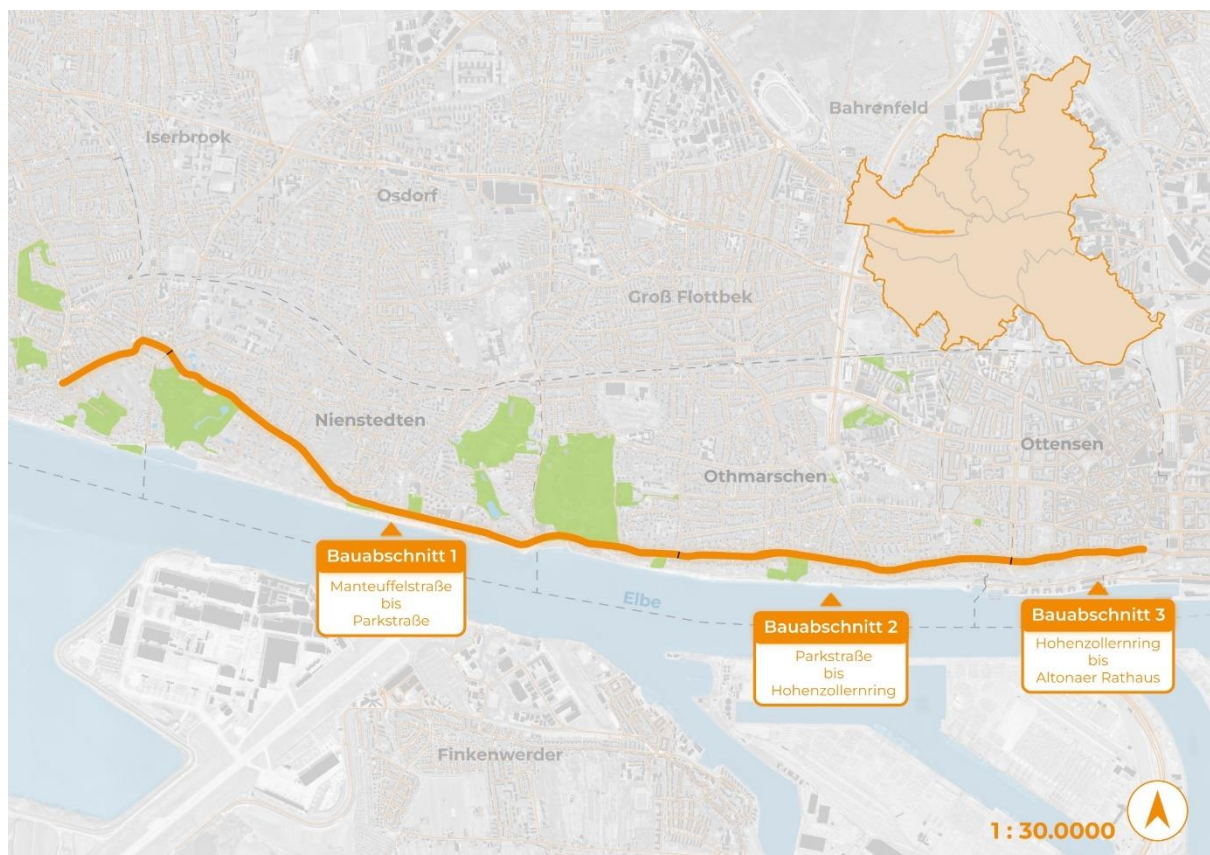 Bahrenfeld
Iserbrook
Osdorf
Groß Flottbek
Nienstedten
Ottensen
Othmarschen
Bauabschnitt 1
Manteuffelstraße
bis
Parkstraße
Elbe
Bauabschnitt 2
Parkstraße
bis
Hohenzollernring
Bauabschnitt 3
Hohenzollernring
bis
Altonaer Rathaus
Finkenwerder
1 : 30.0000